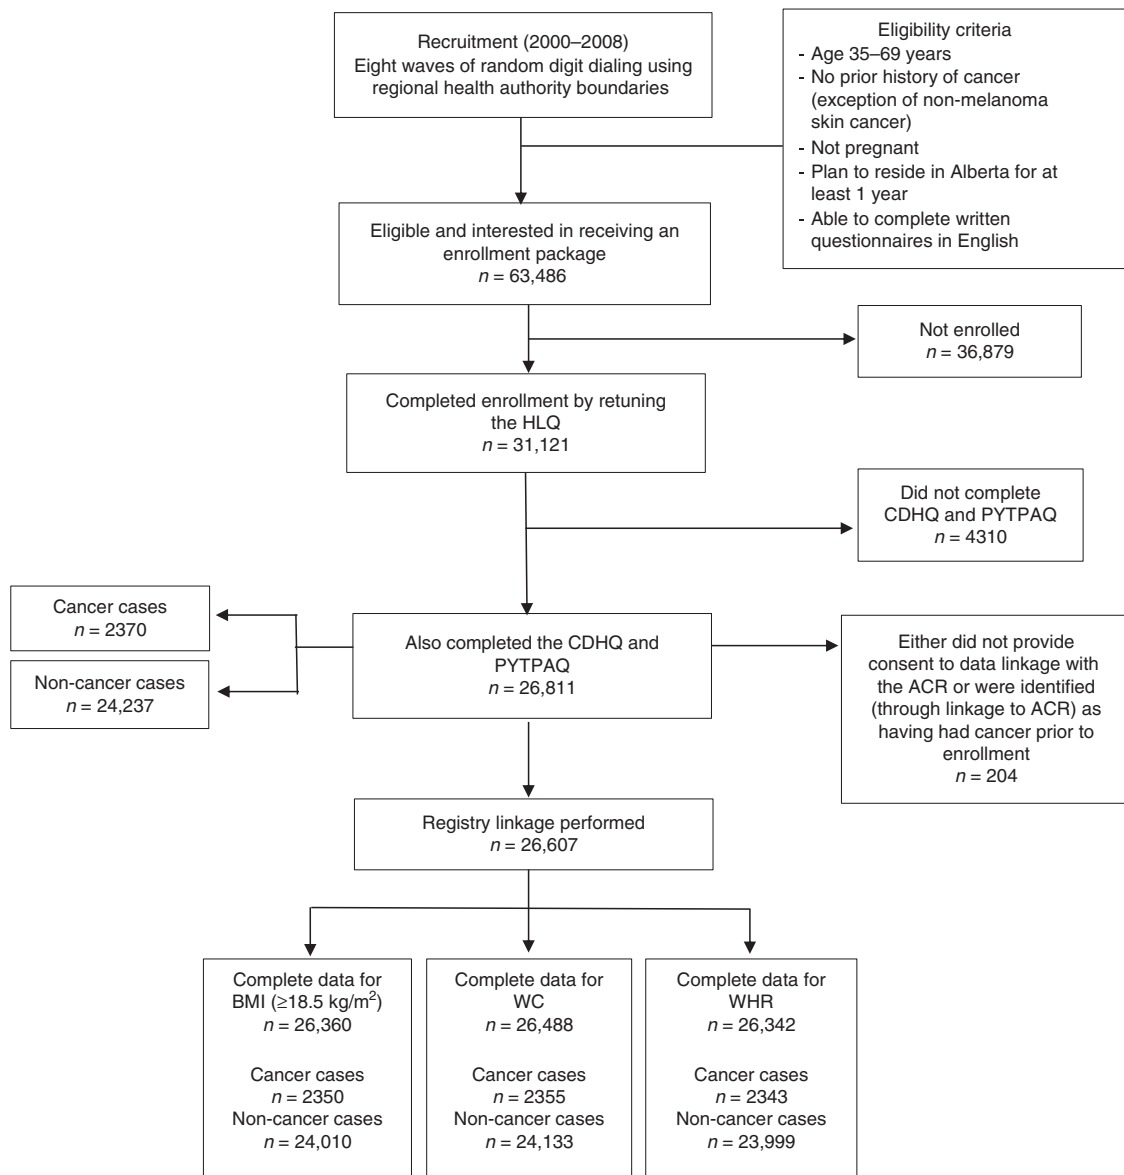 Recruitment (2000–2008)
Eight waves of random digit dialing using
regional health authority boundaries
Eligibility criteria
- Age 35–69 years
- No prior history of cancer
(exception of non-melanoma
skin cancer)
- Not pregnant
- Plan to reside in Alberta for at
least 1 year
- Able to complete written
questionnaires in English
Eligible and interested in receiving an
enrollment package
n = 63,486
Not enrolled
n = 36,879
Completed enrollment by retuning
the HLQ
n = 31,121
Did not complete
CDHQ and PYTPAQ
n = 4310
Cancer cases
n = 2370
Non-cancer cases
n = 24,237
Also completed the CDHQ and
PYTPAQ
n = 26,811
Either did not provide
consent to data linkage with
the ACR or were identified
(through linkage to ACR) as
having had cancer prior to
enrollment
n = 204
Registry linkage performed
n = 26,607
Complete data for
BMI (≥18.5 kg/m²)
n = 26,360
Cancer cases
n = 2350
Non-cancer cases
n = 24,010
Complete data for
WC
n = 26,488
Cancer cases
n = 2355
Non-cancer cases
n = 24,133
Complete data for
WHR
n = 26,342
Cancer cases
n = 2343
Non-cancer cases
n = 23,999